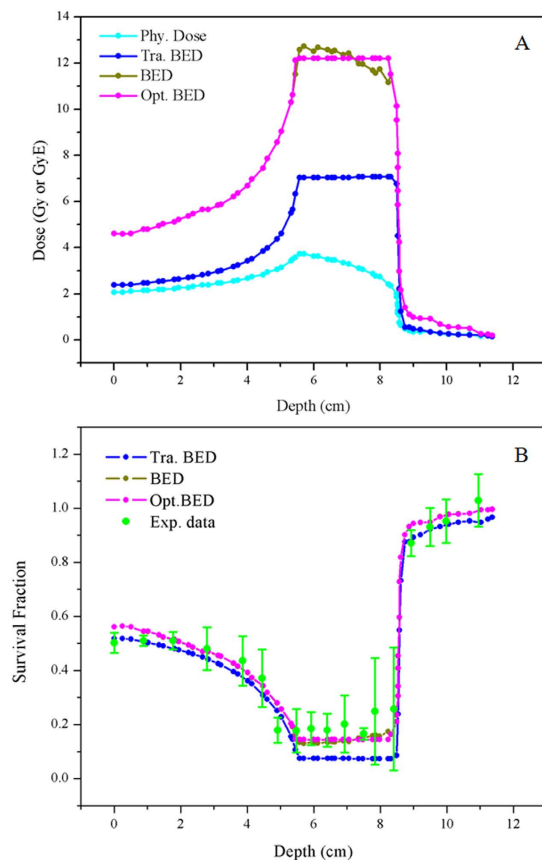 A
Phy. Dose
Tra. BED
BED
Opt. BED
14
12
10
8
6
4
2
0
Dose (Gy or GyE)
0 2 4 6 8 10 12
Depth (cm)
B
Tra. BED
BED
Opt.BED
Exp. data
1.2
1.0
0.8
0.6
0.4
0.2
0.0
Survival Fraction
0 2 4 6 8 10 12
Depth (cm)